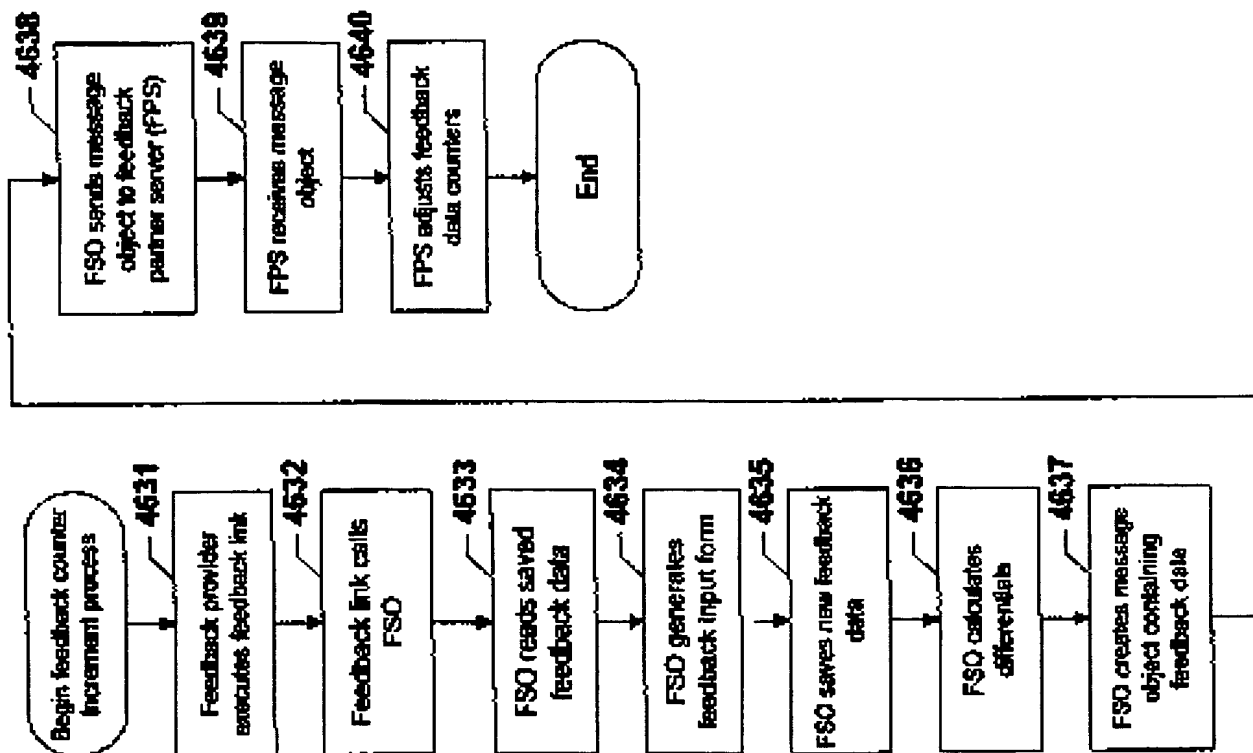 Begin feedback counter
increment process
4631
Feedback provider
executes feedback link
4632
Feedback link calls
FSO
4633
FSO reads saved
feedback data
4634
FSO generates
feedback input form
4635
FSO saves new feedback
data
4636
FSO calculates
differentials
4637
FSO creates message
object containing
feedback data
4638
FSO sends message
object to feedback
partner server (FPS)
4639
FPS receives message
object
4640
FPS adjusts feedback
data counters
End